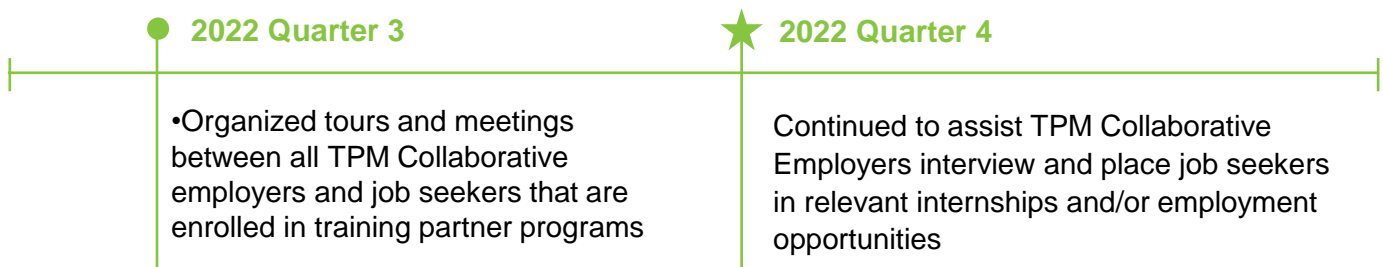 2022 Quarter 3
•Organized tours and meetings
between all TPM Collaborative
employers and job seekers that are
enrolled in training partner programs
2022 Quarter 4
Continued to assist TPM Collaborative
Employers interview and place job seekers
in relevant internships and/or employment
opportunities